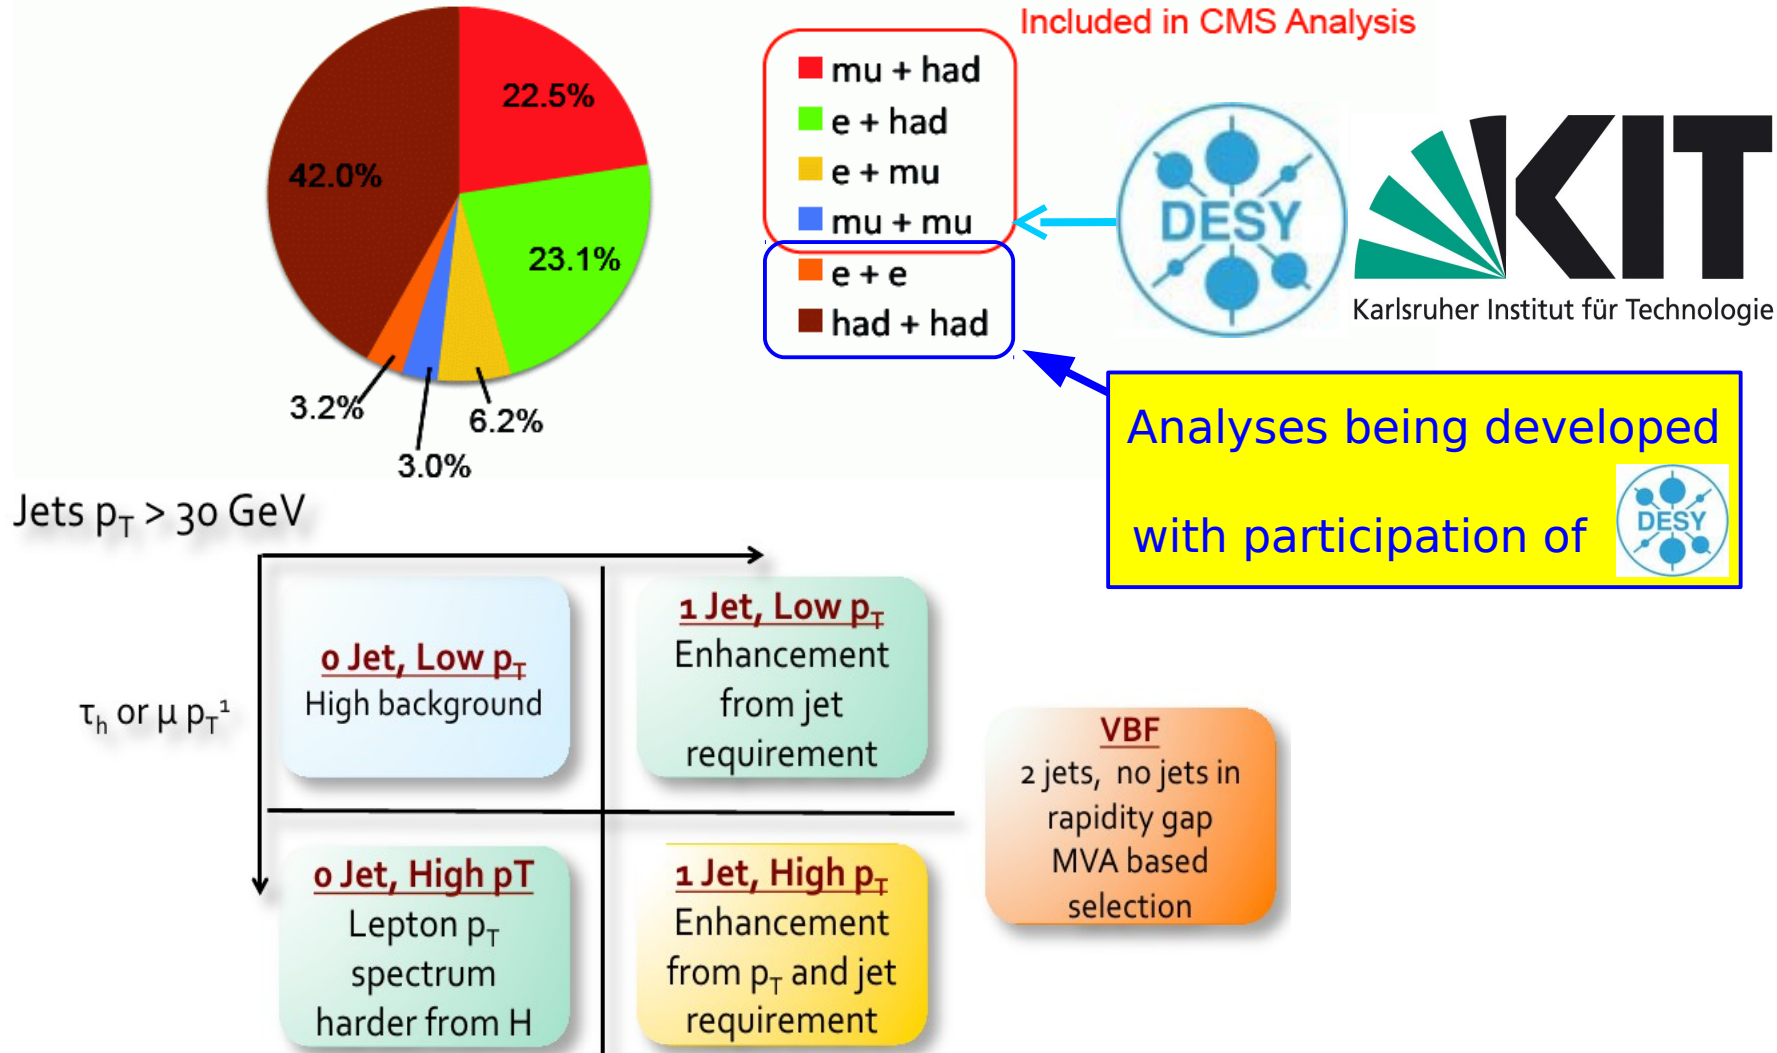 Included in CMS Analysis
22.5%
42.0%
23.1%
3.2%
6.2%
3.0%
mu + had
e + had
e + mu
mu + mu
e + e
had + had
DESY
KIT
Karlsruher Institut für Technologie
Analyses being developed
with participation of
DESY
Jets pT > 30 GeV
τh or μ pT¹
0 Jet, Low pT
High background
1 Jet, Low pT
Enhancement
from jet
requirement
VBF
2 jets, no jets in
rapidity gap
MVA based
selection
0 Jet, High pT
Lepton pT
spectrum
harder from H
1 Jet, High pT
Enhancement
from pT and jet
requirement